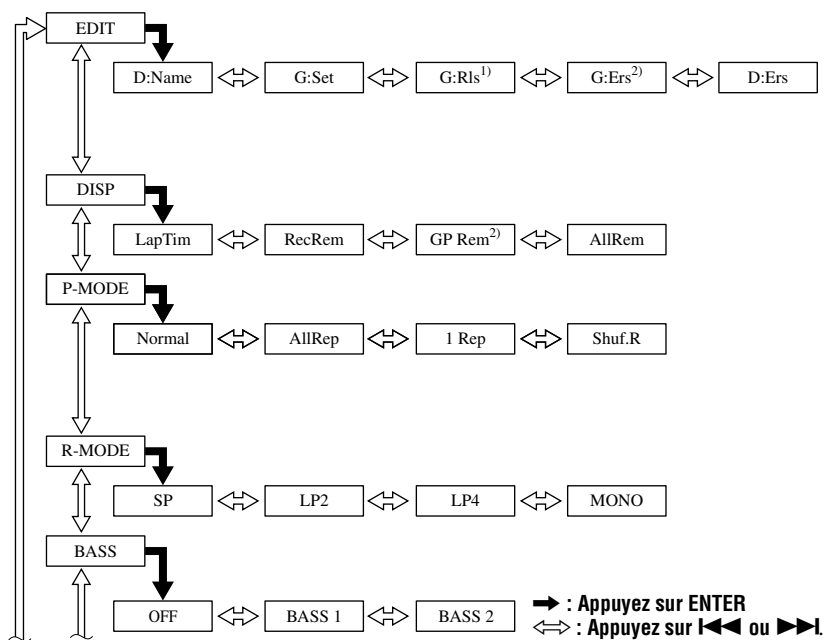 EDIT
D:Name G:Set G:Rls1) G:Ers2) D:Ers
DISP
LapTim RecRem GP Rem2) AllRem
P-MODE
Normal AllRep 1 Rep Shuf.R
R-MODE
SP LP2 LP4 MONO
BASS
OFF BASS 1 BASS 2
: Appuyez sur ENTER
: Appuyez sur ou .